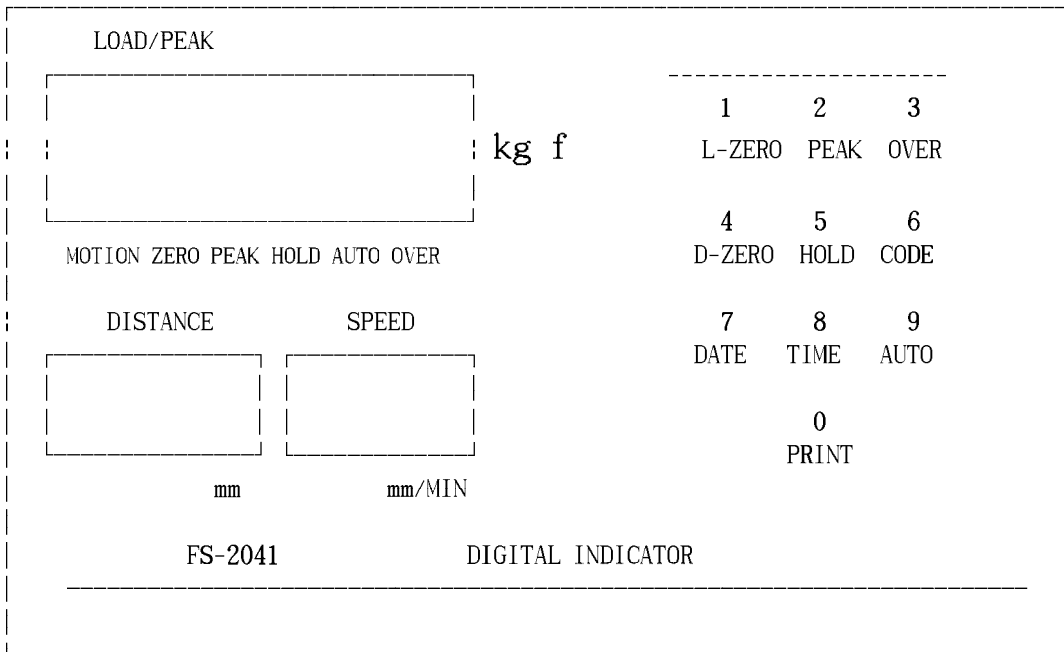 LOAD/PEAK
kg f
MOTION ZERO PEAK HOLD AUTO OVER
DISTANCE SPEED
mm mm/MIN
1 2 3
L-ZERO PEAK OVER
4 5 6
D-ZERO HOLD CODE
7 8 9
DATE TIME AUTO
0
PRINT
FS-2041 DIGITAL INDICATOR